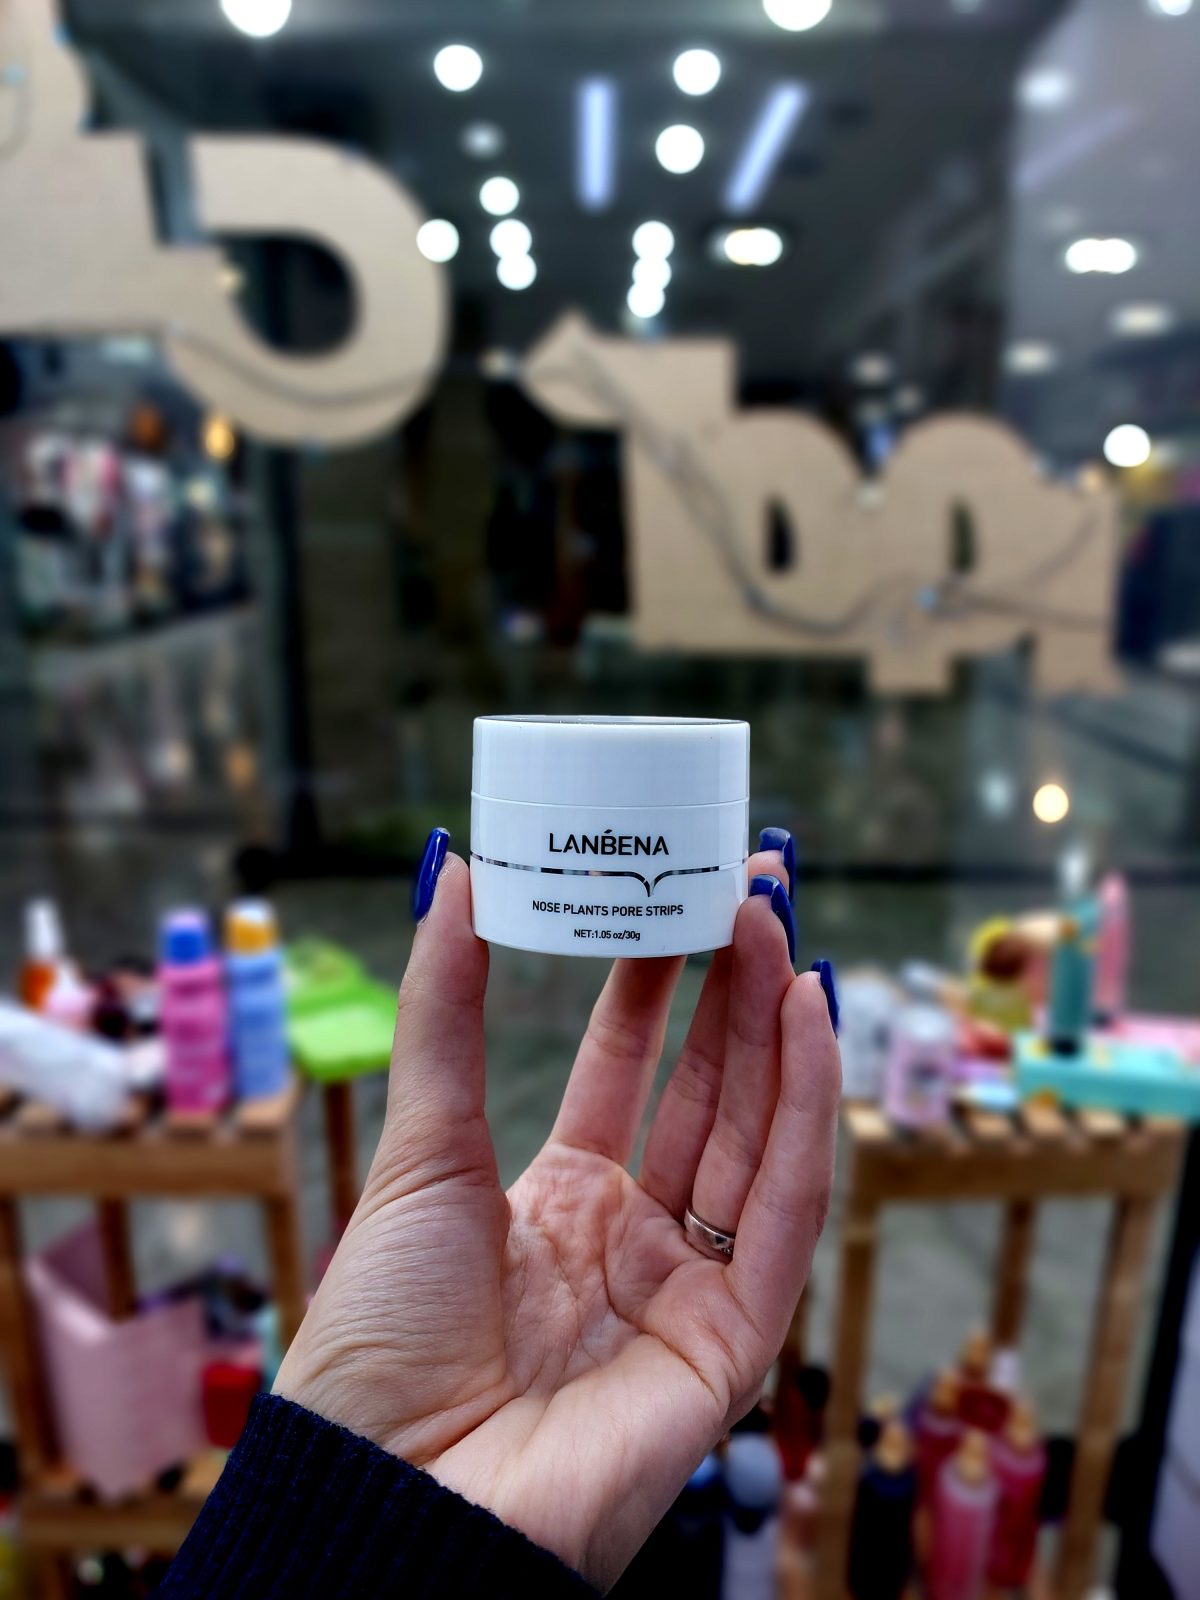 LANBENA
NOSE PLANTS PORE STRIPS
NET:1.05 oz/30g